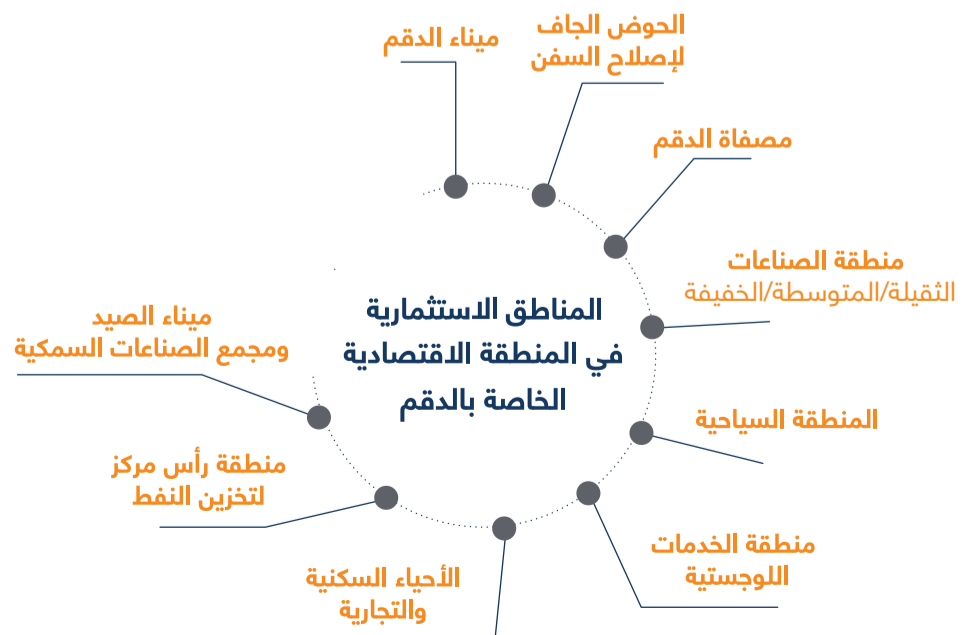 ميناء الدقم
الحوض الجاف
لإصلاح السفن
مصفاة الدقم
منطقة الصناعات
الثقيلة/المتوسطة/الخفيفة
المنطقة السياحية
منطقة الخدمات
اللوجستية
الأحياء السكنية
والتجارية
منطقة رأس مركز
لتخزين النفط
ميناء الصيد
ومجمع الصناعات السمكية
المناطق الاستثمارية
في المنطقة الاقتصادية
الخاصة بالدقم